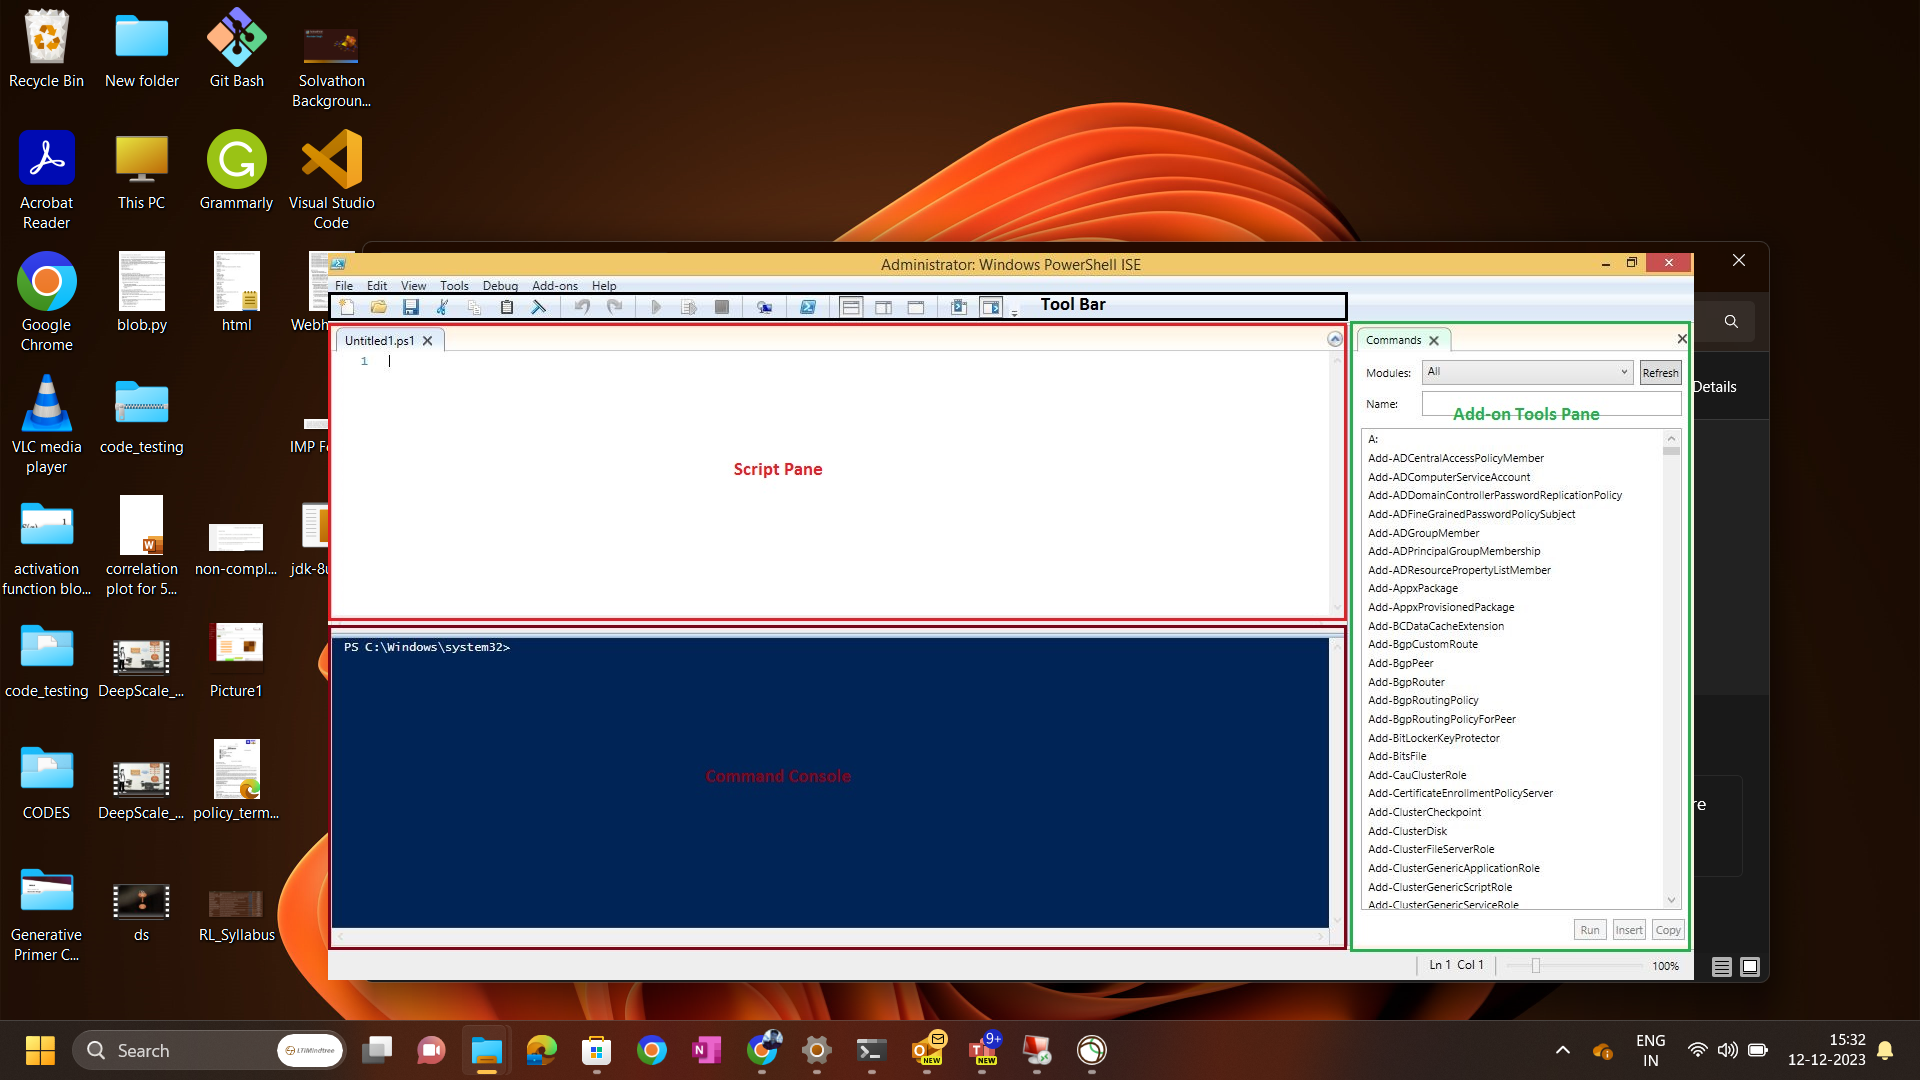 Recycle Bin
New folder
Git Bash
Solvathon
Backgroun...
Acrobat
Reader
This PC
Grammarly
Visual Studio
Code
Google
Chrome
blob.py
html
Webh
VLC media
player
code_testing
IMP Fo
activation
function blo...
correlation
plot for 5...
non-compl...
jdk-8u
code_testing
DeepScale_...
Picture1
CODES
DeepScale_...
policy_term...
Generative
Primer C...
ds
RL_Syllabus
Administrator: Windows PowerShell ISE
File Edit View Tools Debug Add-ons Help
Tool Bar
Untitled1.ps1
1
Script Pane
PS C:\Windows\system32>
Command Console
Commands
Modules: All Refresh
Name:
Add-on Tools Pane
A:
Add-ADCentralAccessPolicyMember
Add-ADComputerServiceAccount
Add-ADDomainControllerPasswordReplicationPolicy
Add-ADFineGrainedPasswordPolicySubject
Add-ADGroupMember
Add-ADPrincipalGroupMembership
Add-ADResourcePropertyListMember
Add-AppxPackage
Add-AppxProvisionedPackage
Add-BCDataCacheExtension
Add-BgpCustomRoute
Add-BgpPeer
Add-BgpRouter
Add-BgpRoutingPolicy
Add-BgpRoutingPolicyForPeer
Add-BitLockerKeyProtector
Add-BitsFile
Add-CauClusterRole
Add-CertificateEnrollmentPolicyServer
Add-ClusterCheckpoint
Add-ClusterDisk
Add-ClusterFileServerRole
Add-ClusterGenericApplicationRole
Add-ClusterGenericScriptRole
Add-ClusterGenericServiceRole
Run Insert Copy
Ln 1 Col 1
100%
Details
re
Search
LTIMindtree
NEW
9+
NEW
ENG
IN
15:32
12-12-2023